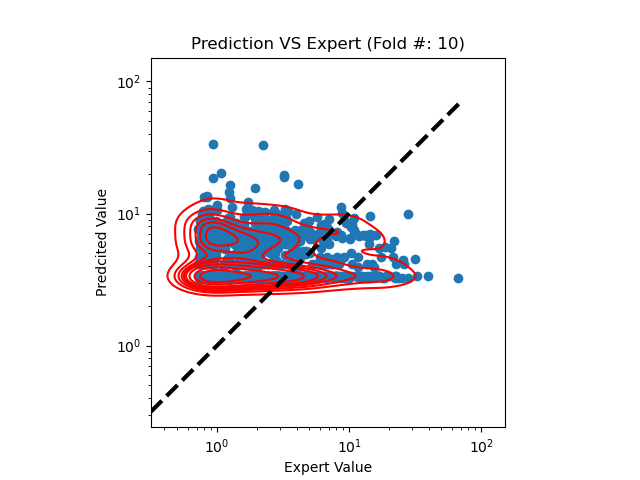 Prediction VS Expert (Fold #: 10)
Predcited Value
10²
10¹
10⁰
10⁰ 10¹ 10²
Expert Value